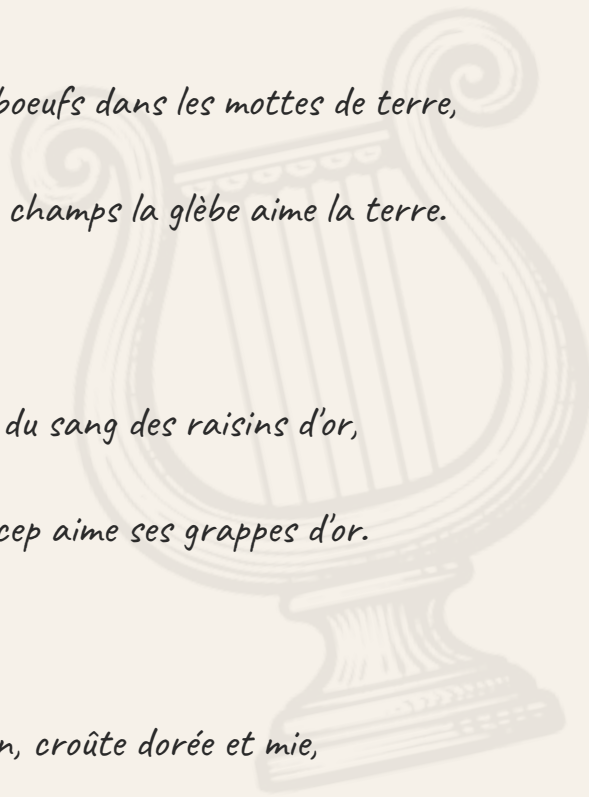 boeufs dans les mottes de terre,
champs la glèbe aime la terre.
du sang des raisins d'or,
cep aime ses grappes d'or.
croûte dorée et mie,